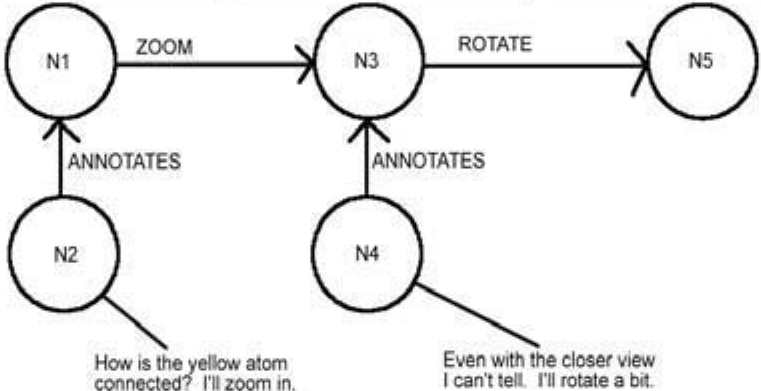 N1
ZOOM
N3
ROTATE
N5
ANNOTATES
ANNOTATES
N2
N4
How is the yellow atom
connected? I'll zoom in.
Even with the closer view
I can't tell. I'll rotate a bit.